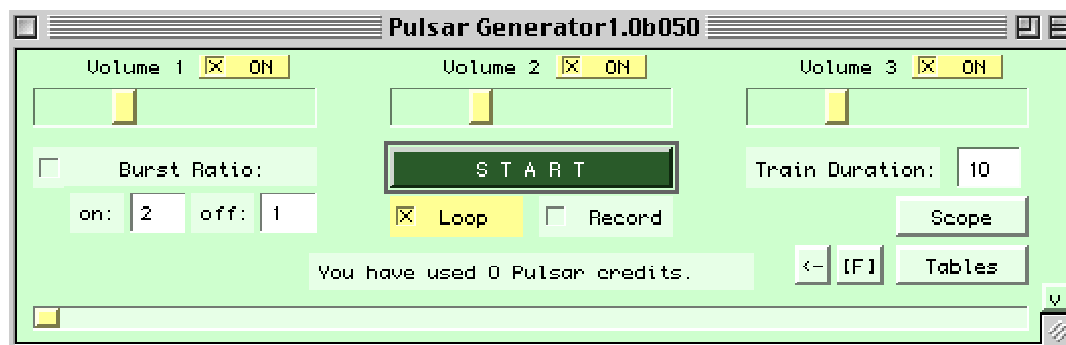 Pulsar Generator1.0b050
Volume 1 ON Volume 2 ON Volume 3 ON
Burst Ratio: START Train Duration: 10
on: 2 off: 1 Loop Record Scope
You have used 0 Pulsar credits. <- [F] Tables
v